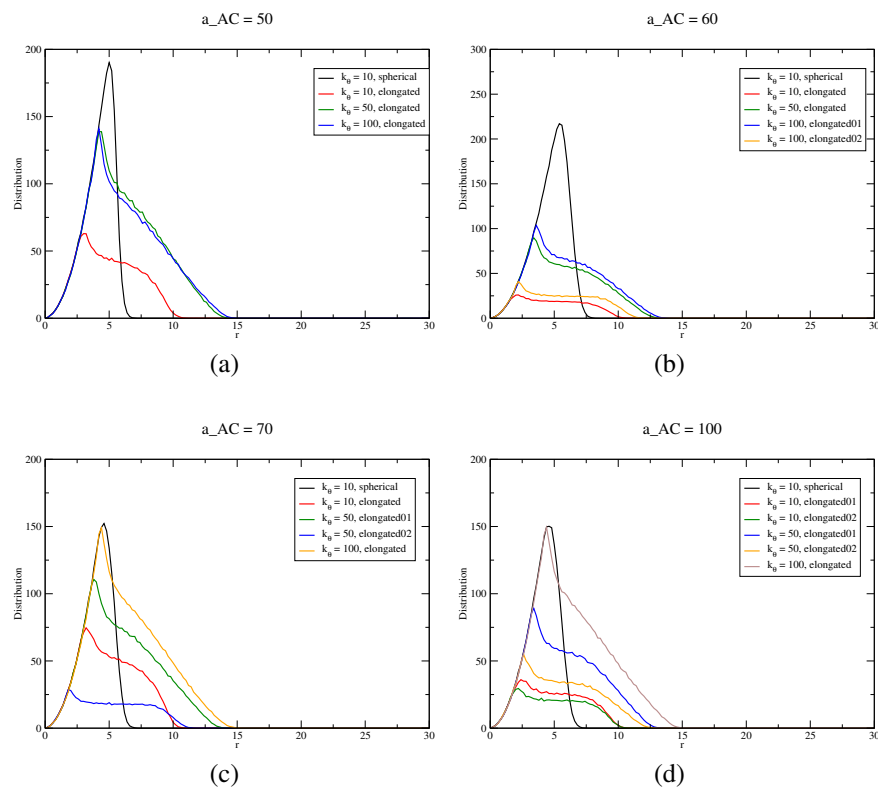 a_AC = 50
200
150
100
50
0
Distribution
0 5 10 15 20 25 30
r
k_θ = 10, spherical
k_θ = 10, elongated
k_θ = 50, elongated
k_θ = 100, elongated
(a)
a_AC = 60
300
250
200
150
100
50
0
Distribution
0 5 10 15 20 25 30
r
k_θ = 10, spherical
k_θ = 10, elongated
k_θ = 50, elongated
k_θ = 100, elongated01
k_θ = 100, elongated02
(b)
a_AC = 70
200
150
100
50
0
Distribution
0 5 10 15 20 25 30
r
k_θ = 10, spherical
k_θ = 10, elongated
k_θ = 50, elongated01
k_θ = 50, elongated02
k_θ = 100, elongated
(c)
a_AC = 100
200
150
100
50
0
Distribution
0 5 10 15 20 25 30
r
k_θ = 10, spherical
k_θ = 10, elongated01
k_θ = 10, elongated02
k_θ = 50, elongated01
k_θ = 50, elongated02
k_θ = 100, elongated
(d)